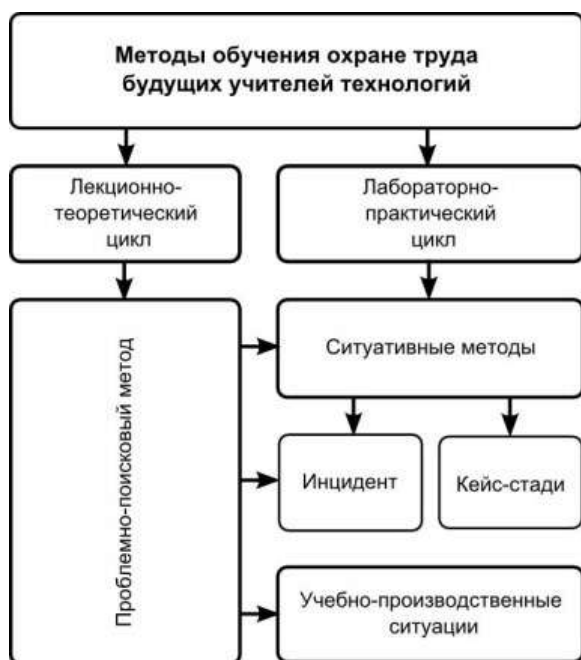 Методы обучения охране труда
будущих учителей технологий
Лекционно-
теоретический
цикл
Лабораторно-
практический
цикл
Проблемно-поисковый метод
Ситуативные методы
Инцидент
Кейс-стади
Учебно-производственные
ситуации